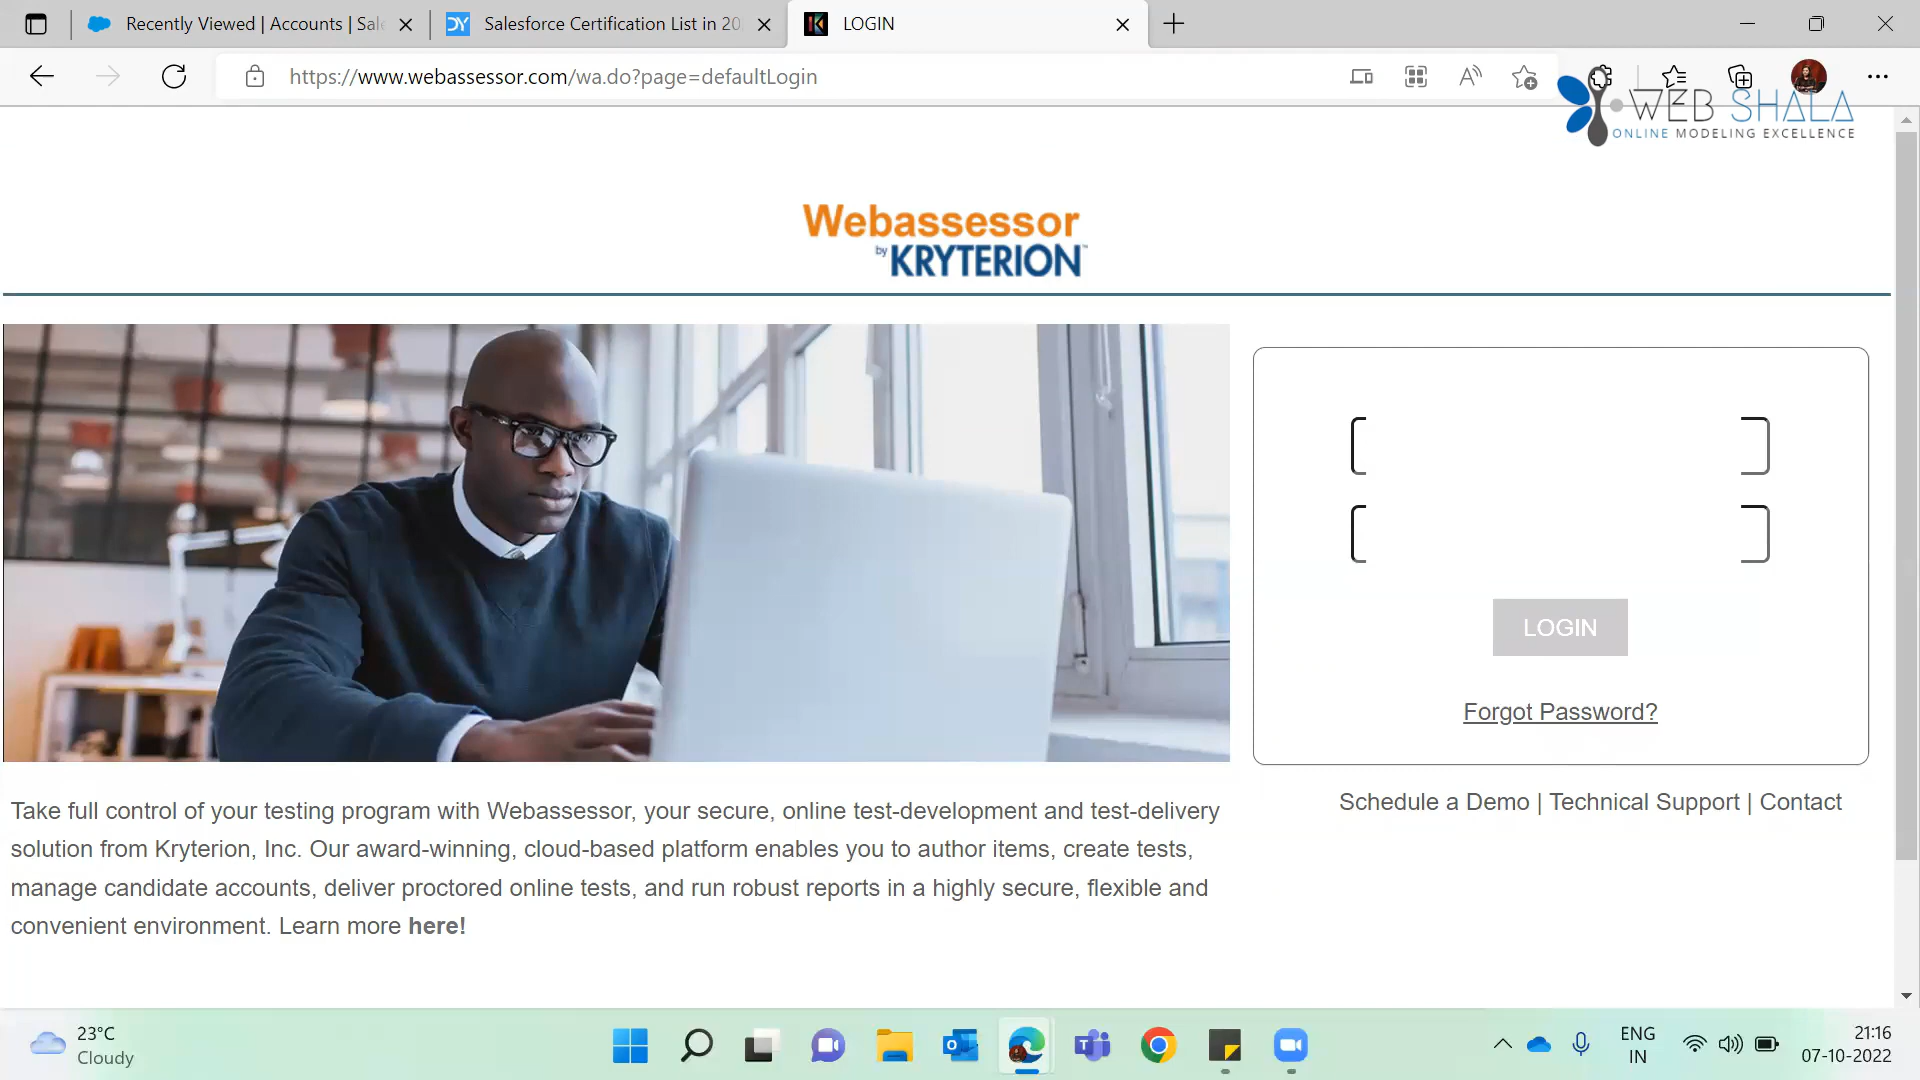 Recently Viewed | Accounts | Sal
Salesforce Certification List in 20
LOGIN
https://www.webassessor.com/wa.do?page=defaultLogin
WEB SHALA
ONLINE MODELING EXCELLENCE
Webassessor
by KRYTERION™
LOGIN
Forgot Password?
Schedule a Demo | Technical Support | Contact
Take full control of your testing program with Webassessor, your secure, online test-development and test-delivery
solution from Kryterion, Inc. Our award-winning, cloud-based platform enables you to author items, create tests,
manage candidate accounts, deliver proctored online tests, and run robust reports in a highly secure, flexible and
convenient environment. Learn more here!
23°C
Cloudy
ENG
IN
21:16
07-10-2022